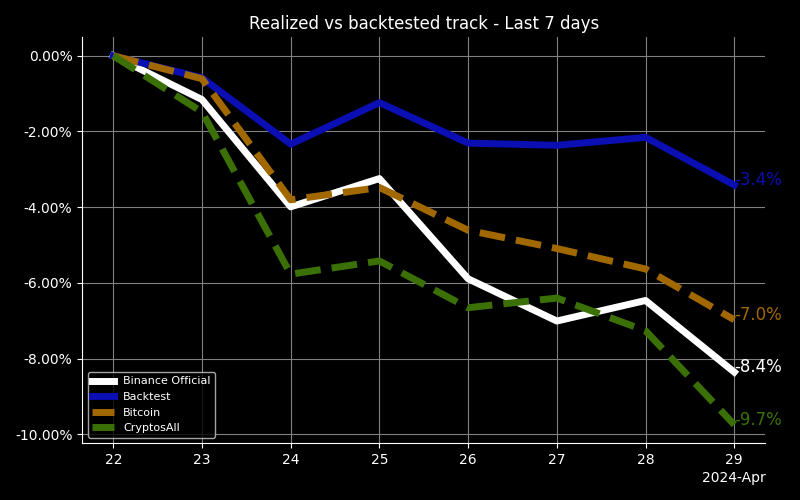 Realized vs backtested track - Last 7 days
0.00%
-2.00%
-4.00%
-6.00%
-8.00%
-10.00%
-3.4%
-7.0%
-8.4%
-9.7%
Binance Official
Backtest
Bitcoin
CryptosAll
22 23 24 25 26 27 28 29
2024-Apr